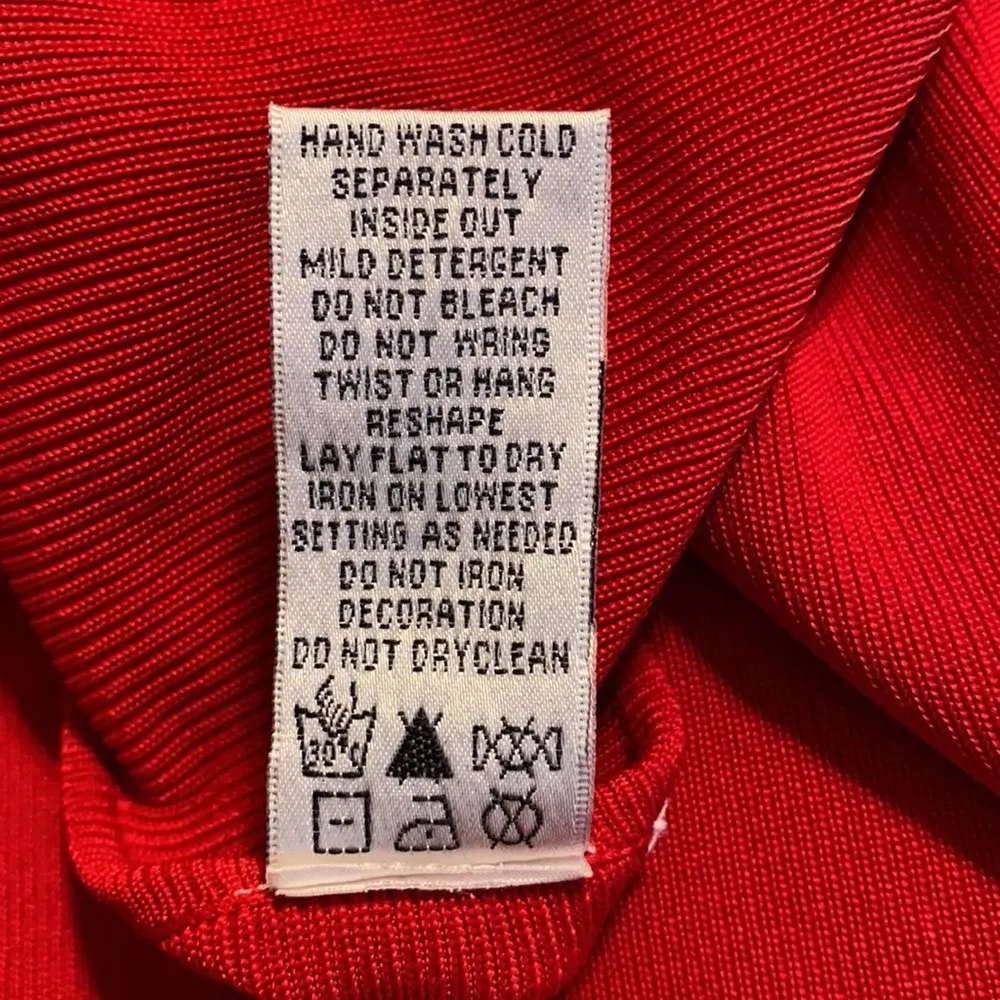 HAND WASH COLD
SEPARATELY
INSIDE OUT
MILD DETERGENT
DO NOT BLEACH
DO NOT WRING
TWIST OR HANG
RESHAPE
LAY FLAT TO DRY
IRON ON LOWEST
SETTING AS NEEDED
DO NOT IRON
DECORATION
DO NOT DRYCLEAN
30°C